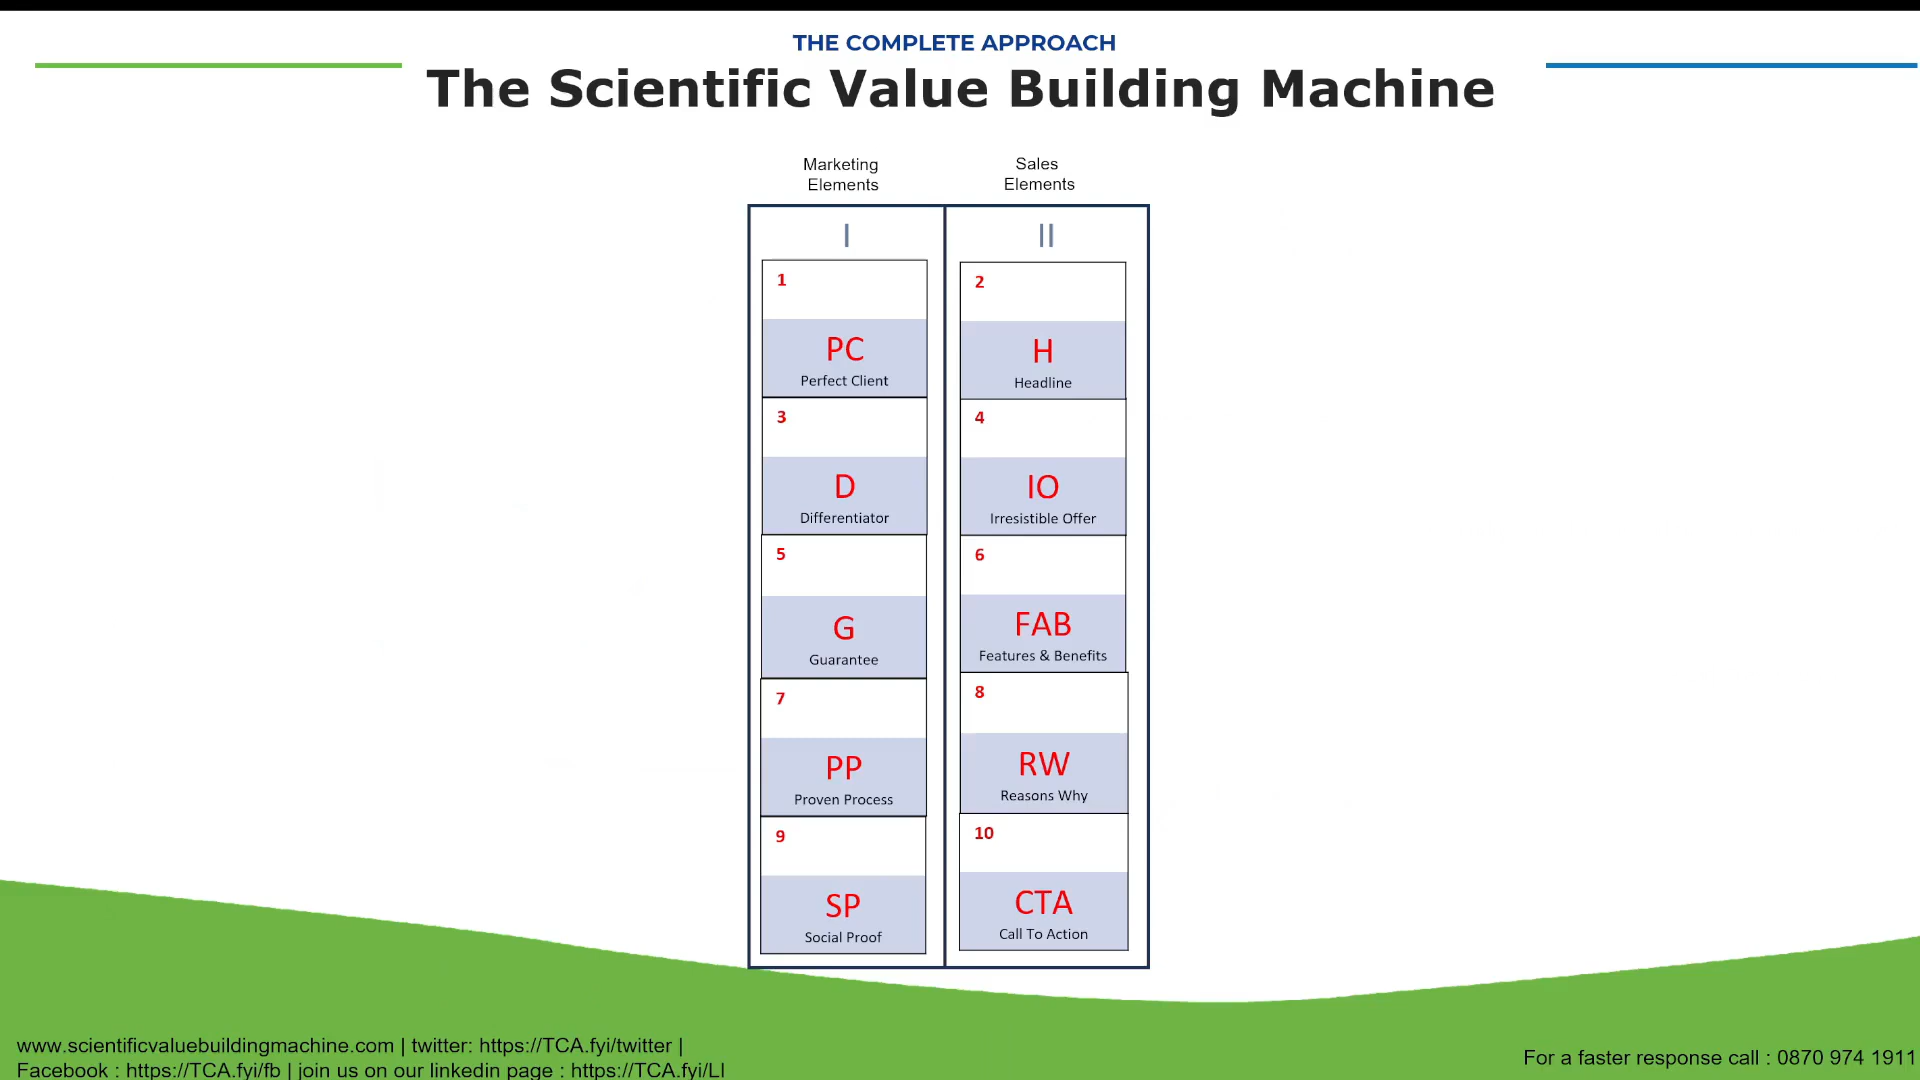 THE COMPLETE APPROACH
The Scientific Value Building Machine
Marketing
Elements
Sales
Elements
I
II
1
PC
Perfect Client
2
H
Headline
3
D
Differentiator
4
IO
Irresistible Offer
5
G
Guarantee
6
FAB
Features & Benefits
7
PP
Proven Process
8
RW
Reasons Why
9
SP
Social Proof
10
CTA
Call To Action
www.scientificvaluebuildingmachine.com | twitter: https://TCA.fyi/twitter |
Facebook : https://TCA.fyi/fb | join us on our linkedin page : https://TCA.fyi/LI
For a faster response call : 0870 974 1911